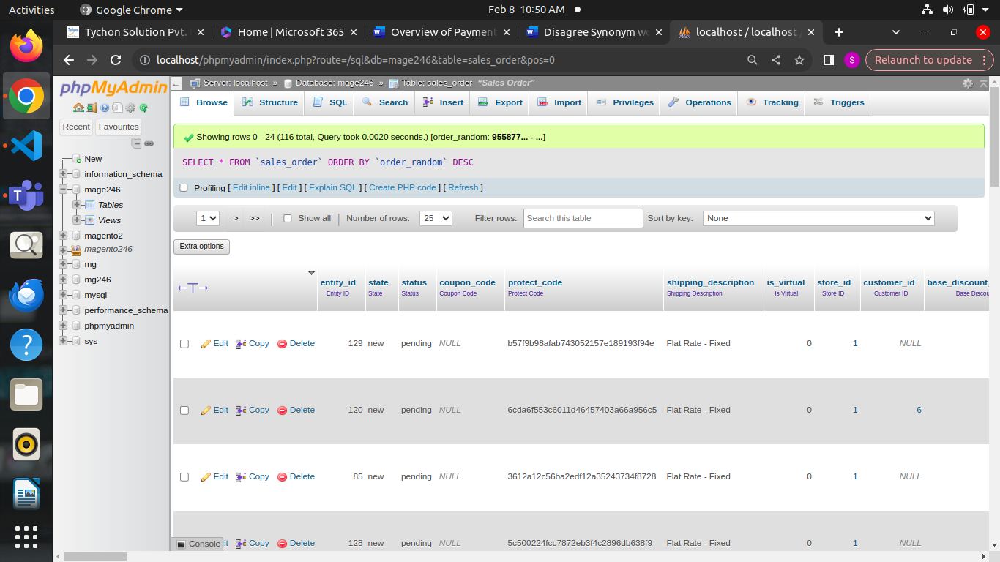 Activities Google Chrome Feb 8 10:50 AM
Tychon Solution Pvt. Home | Microsoft 365 Overview of Payment Disagree Synonym wo localhost / localhost /
localhost/phpmyadmin/index.php?route=/sql&db=mage246&table=sales_order&pos=0 S Relaunch to update
phpMyAdmin
Recent Favourites
New
information_schema
mage246
Tables
Views
magento2
magento246
mg
mg246
mysql
performance_schema
phpmyadmin
sys
Server: localhost » Database: mage246 » Table: sales_order "Sales Order"
Browse Structure SQL Search Insert Export Import Privileges Operations Tracking Triggers
Showing rows 0 - 24 (116 total, Query took 0.0020 seconds.) [order_random: 955877... - ...]
SELECT * FROM `sales_order` ORDER BY `order_random` DESC
Profiling [ Edit inline ] [ Edit ] [ Explain SQL ] [ Create PHP code ] [ Refresh ]
1 > >> Show all Number of rows: 25 Filter rows: Search this table Sort by key: None
Extra options
←T→ entity_id state status coupon_code protect_code shipping_description is_virtual store_id customer_id base_discount_
Entity ID State Status Coupon Code Protect Code Shipping Description Is Virtual Store ID Customer ID Base Discou
Edit Copy Delete 129 new pending NULL b57f9b98afab743052157e189193f94e Flat Rate - Fixed 0 1 NULL
Edit Copy Delete 120 new pending NULL 6cda6f553c6011d46457403a66a956c5 Flat Rate - Fixed 0 1 6
Edit Copy Delete 85 new pending NULL 3612a12c56ba2edf12a35243734f8728 Flat Rate - Fixed 0 1 NULL
Console it Copy Delete 128 new pending NULL 5c500224fcc7872eb3f4c2896db638f9 Flat Rate - Fixed 0 1 NULL